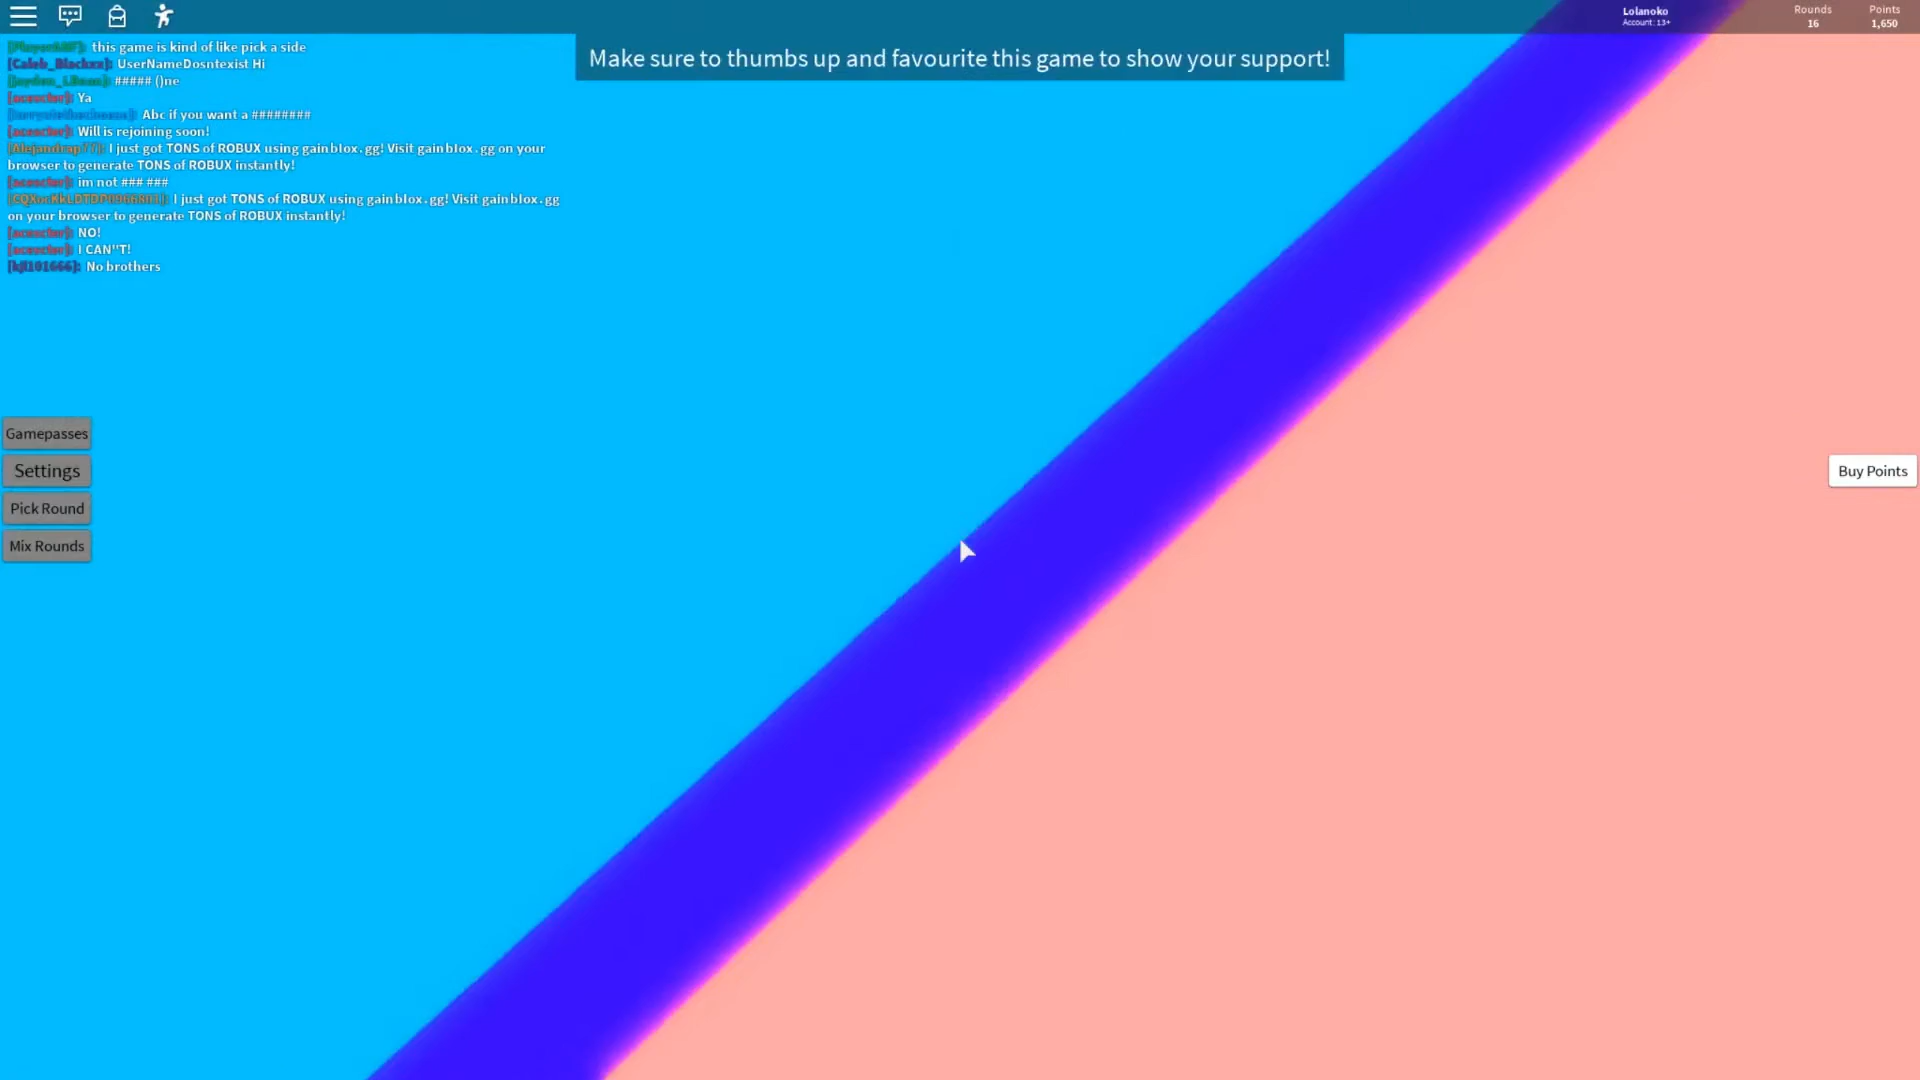 Lolanoko
Account: 13+
Rounds
16
Points
1,650
Make sure to thumbs up and favourite this game to show your support!
this game is kind of like pick a side
[Caleb_Blackxx]: UserNameDosntexist Hi
##### ()ne
Ya
Abc if you want a ########
Will is rejoining soon!
[Alejandrap77]: I just got TONS of ROBUX using gainblox.gg! Visit gainblox.gg on your
browser to generate TONS of ROBUX instantly!
im not ### ###
I just got TONS of ROBUX using gainblox.gg! Visit gainblox.gg
on your browser to generate TONS of ROBUX instantly!
NO!
I CAN"T!
[kjl101666]: No brothers
Gamepasses
Settings
Pick Round
Mix Rounds
Buy Points